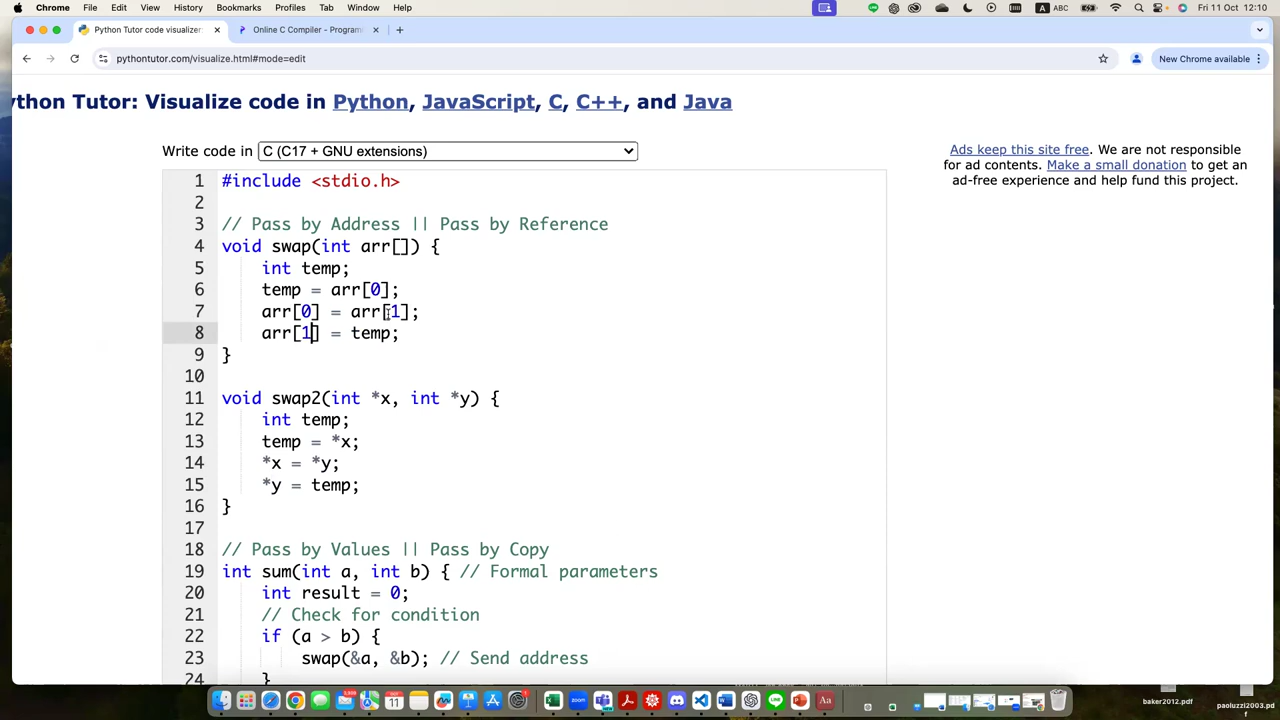 Chrome File Edit View History Bookmarks Profiles Tab Window Help ABC Fri 11 Oct 12:10
Python Tutor code visualizer: Online C Compiler - Program
pythontutor.com/visualize.html#mode=edit New Chrome available
ython Tutor: Visualize code in Python, JavaScript, C, C++, and Java
Write code in C (C17 + GNU extensions)
Ads keep this site free. We are not responsible
for ad contents. Make a small donation to get an
ad-free experience and help fund this project.
1 #include <stdio.h>
2
3 // Pass by Address || Pass by Reference
4 void swap(int arr[]) {
5 int temp;
6 temp = arr[0];
7 arr[0] = arr[1];
8 arr[1] = temp;
9 }
10
11 void swap2(int *x, int *y) {
12 int temp;
13 temp = *x;
14 *x = *y;
15 *y = temp;
16 }
17
18 // Pass by Values || Pass by Copy
19 int sum(int a, int b) { // Formal parameters
20 int result = 0;
21 // Check for condition
22 if (a > b) {
23 swap(&a, &b); // Send address
24 }
baker2012.pdf
paoluzzi2003.pd
f